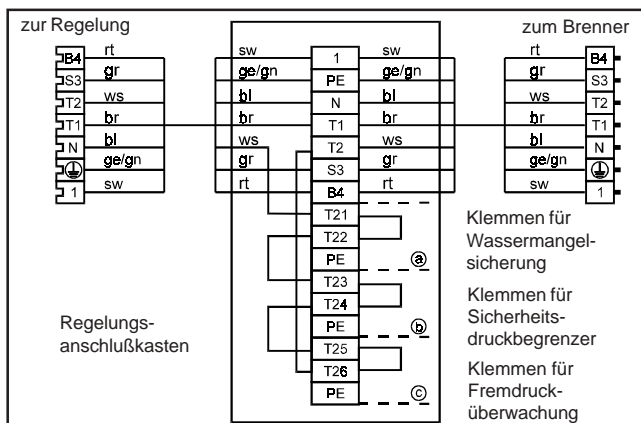 zur Regelung
B4 rt
S3 gr
T2 ws
T1 br
N bl
ge/gn
1 sw
sw 1 sw
ge/gn PE ge/gn
bl N bl
br T1 br
ws T2 ws
gr S3 gr
rt B4 rt
T21
T22
PE ⓐ
T23
T24
PE ⓑ
T25
T26
PE ⓒ
zum Brenner
rt B4
gr S3
ws T2
br T1
bl N
ge/gn
sw 1
Klemmen für
Wassermangel-
sicherung
Klemmen für
Sicherheits-
druckbegrenzer
Klemmen für
Fremddruck-
überwachung
Regelungs-
anschlußkasten